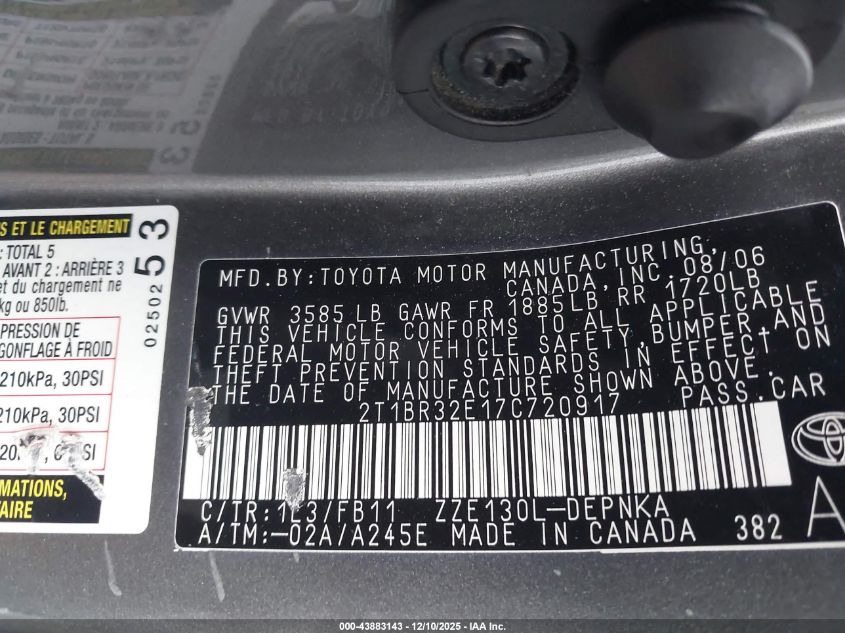 S ET LE CHARGEMENT
: TOTAL 5
AVANT 2 : ARRIÈRE 3
et du chargement ne
kg ou 850lb.
PRESSION DE
GONFLAGE À FROID
210kPa, 30PSI
210kPa, 30PSI
MATIONS,
TAIRE
02502
53
MFD.BY:TOYOTA MOTOR MANUFACTURING,
CANADA, INC. 08/06
GVWR 3585 LB GAWR FR 1885LB RR 1720LB
THIS VEHICLE CONFORMS TO ALL APPLICABLE
FEDERAL MOTOR VEHICLE SAFETY,BUMPER,AND
THEFT PREVENTION STANDARDS IN EFFECT ON
THE DATE OF MANUFACTURE SHOWN ABOVE.
2T1BR32E17C720917 PASS.CAR
C/TR:1E3/FB11 ZZE130L-DEPNKA
A/TM:-02A/A245E MADE IN CANADA 382
A
TOYOTA
000-43883143 - 12/10/2025 - IAA Inc.